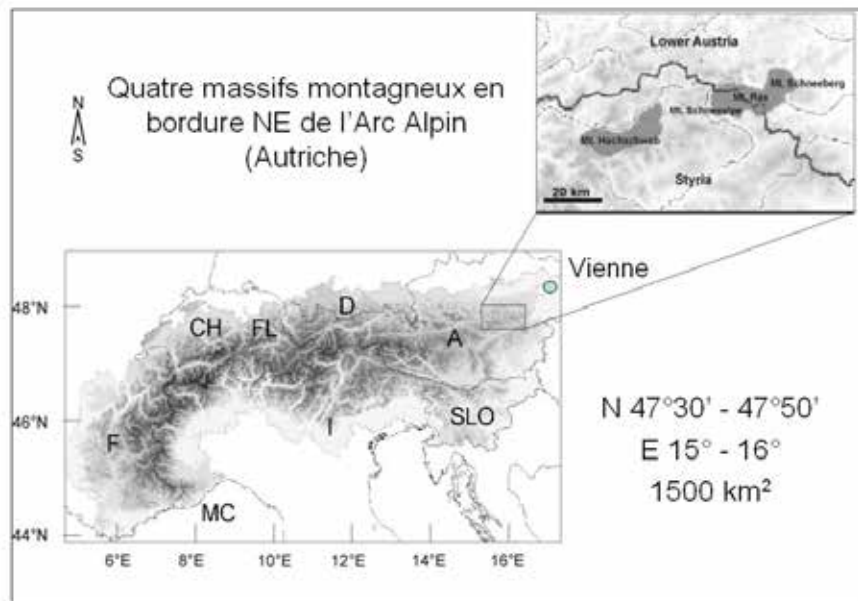 Quatre massifs montagneux en
bordure NE de l'Arc Alpin
(Autriche)
N
S
Lower Austria
Mt. Schneeberg
Mt. Rax
Mt. Schneealpe
Mt. Hochschwab
Styria
20 km
Vienne
48°N
46°N
44°N
D
CH
FL
A
SLO
I
F
MC
6°E
8°E
10°E
12°E
14°E
16°E
N 47°30' - 47°50'
E 15° - 16°
1500 km²